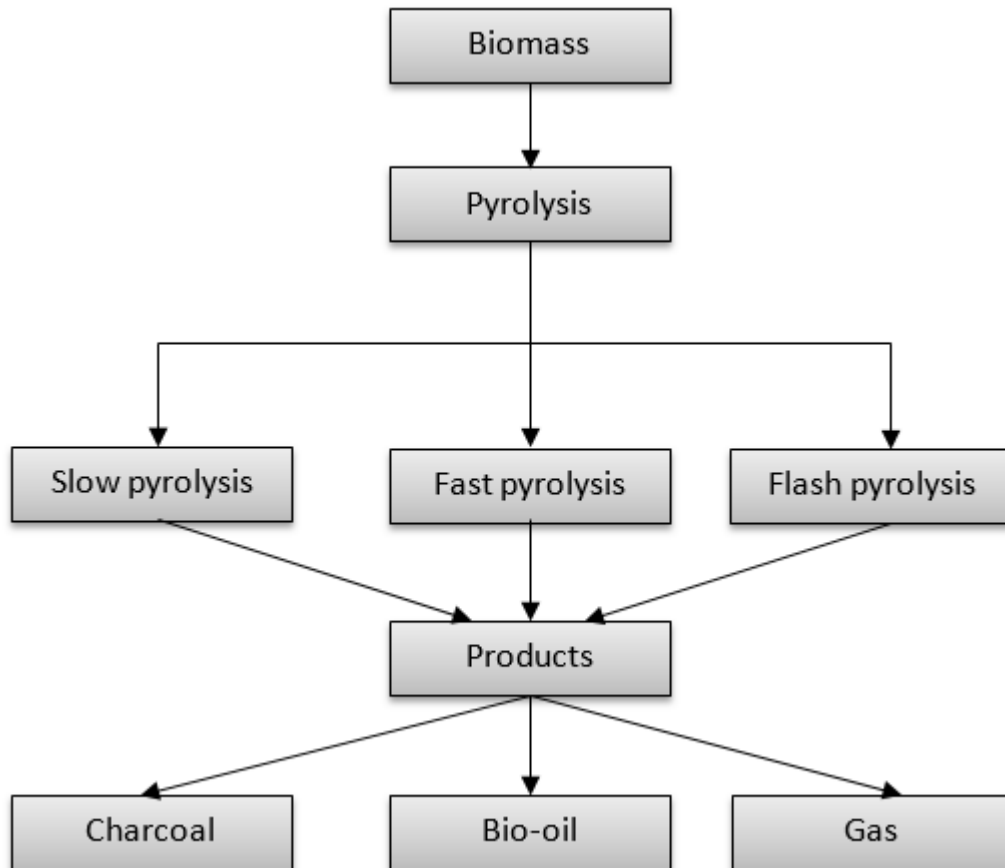 Biomass
Pyrolysis
Slow pyrolysis
Fast pyrolysis
Flash pyrolysis
Products
Charcoal
Bio-oil
Gas